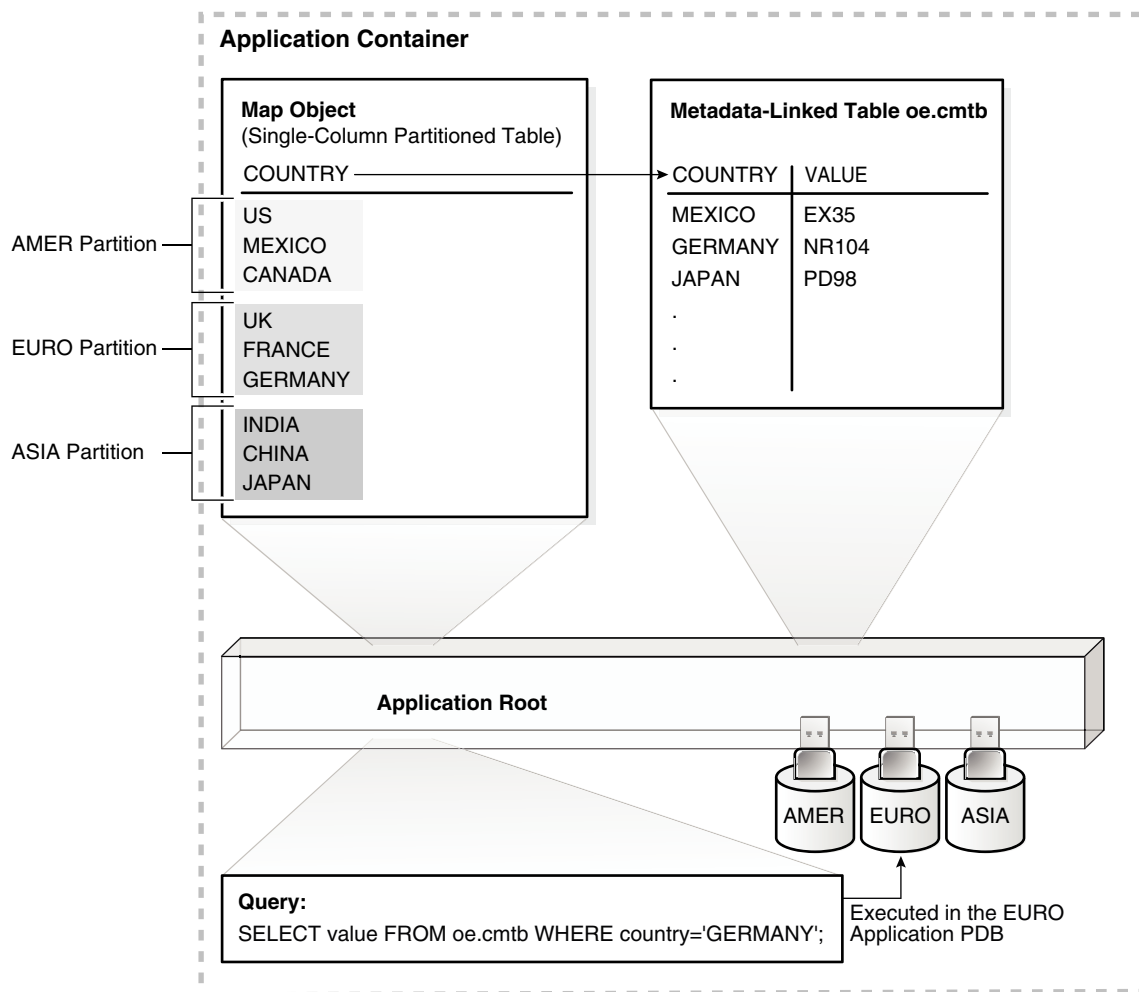 Application Container
Map Object
(Single-Column Partitioned Table)
COUNTRY
US
MEXICO
CANADA
UK
FRANCE
GERMANY
INDIA
CHINA
JAPAN
AMER Partition
EURO Partition
ASIA Partition
Metadata-Linked Table oe.cmtb
COUNTRY VALUE
MEXICO EX35
GERMANY NR104
JAPAN PD98
.
.
.
Application Root
AMER EURO ASIA
Query:
SELECT value FROM oe.cmtb WHERE country='GERMANY';
Executed in the EURO
Application PDB